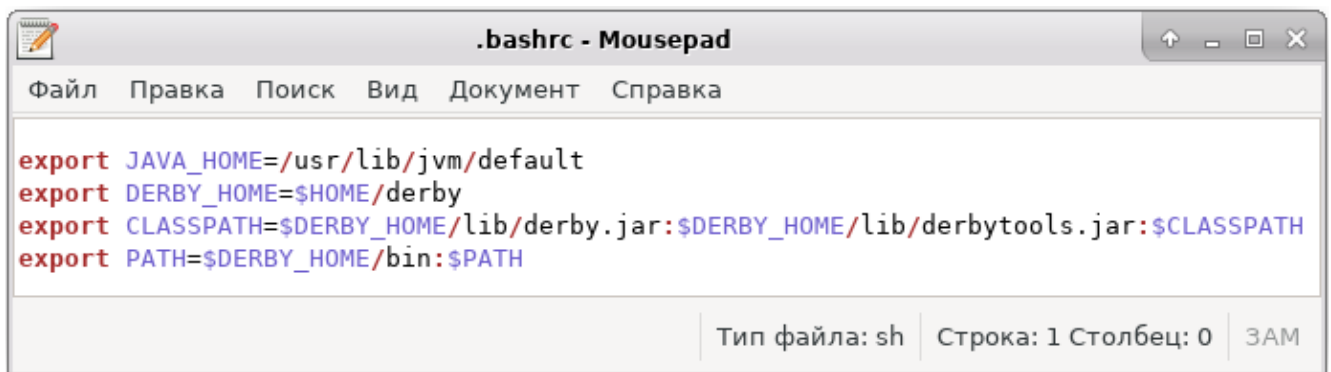 .bashrc - Mousepad
Файл Правка Поиск Вид Документ Справка
export JAVA_HOME=/usr/lib/jvm/default
export DERBY_HOME=$HOME/derby
export CLASSPATH=$DERBY_HOME/lib/derby.jar:$DERBY_HOME/lib/derbytools.jar:$CLASSPATH
export PATH=$DERBY_HOME/bin:$PATH
Тип файла: sh Строка: 1 Столбец: 0 ЗАМ